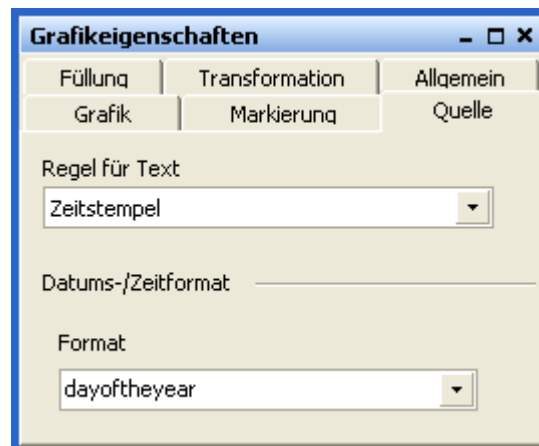 Grafikeigenschaften
Füllung Transformation Allgemein
Grafik Markierung Quelle
Regel für Text
Zeitstempel
Datums-/Zeitformat
Format
dayoftheyear